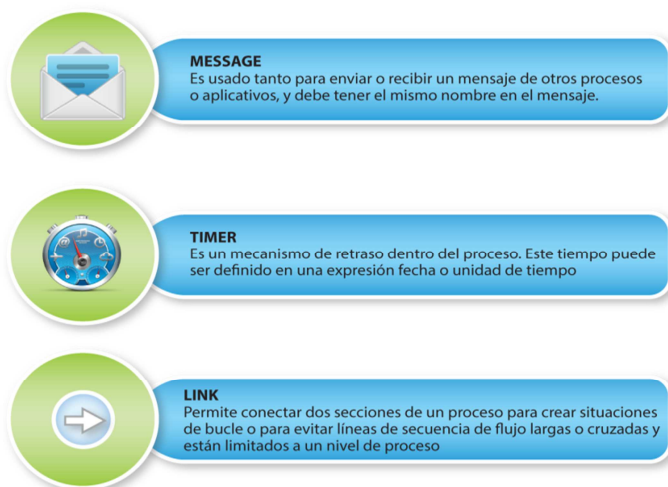 MESSAGE
Es usado tanto para enviar o recibir un mensaje de otros procesos
o aplicativos, y debe tener el mismo nombre en el mensaje.
TIMER
Es un mecanismo de retraso dentro del proceso. Este tiempo puede
ser definido en una expresión fecha o unidad de tiempo
LINK
Permite conectar dos secciones de un proceso para crear situaciones
de bucle o para evitar líneas de secuencia de flujo largas o cruzadas y
están limitados a un nivel de proceso